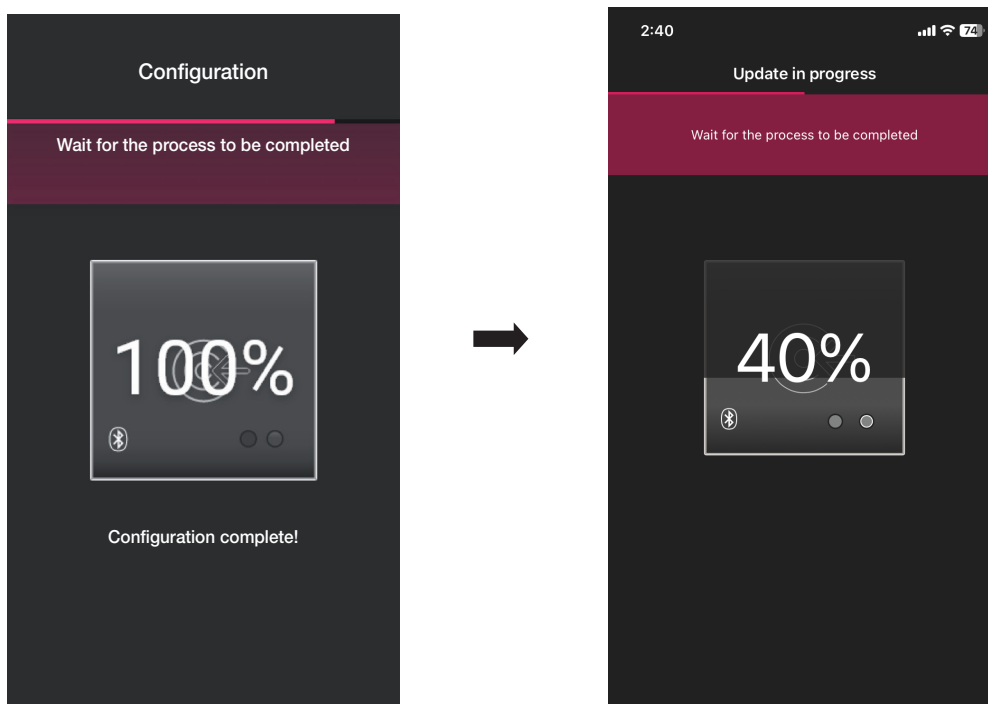 Configuration
Wait for the process to be completed
100%
Configuration complete!
2:40
74
Update in progress
Wait for the process to be completed
40%